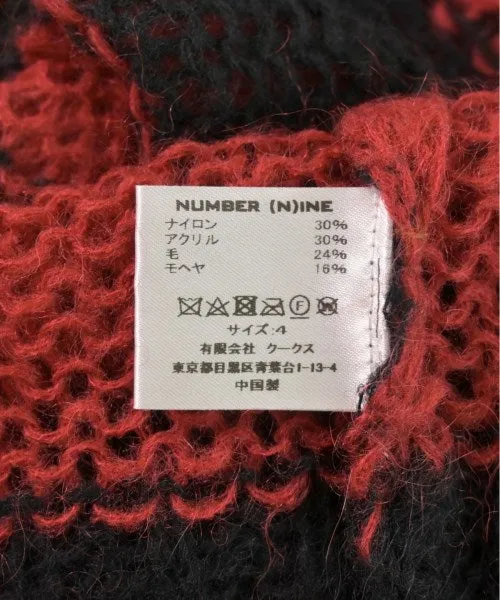 NUMBER (N)INE
ナイロン 30%
アクリル 30%
毛 24%
モヘヤ 16%
F W
サイズ:4
有限会社 クークス
東京都目黒区青葉台1-13-4
中国製